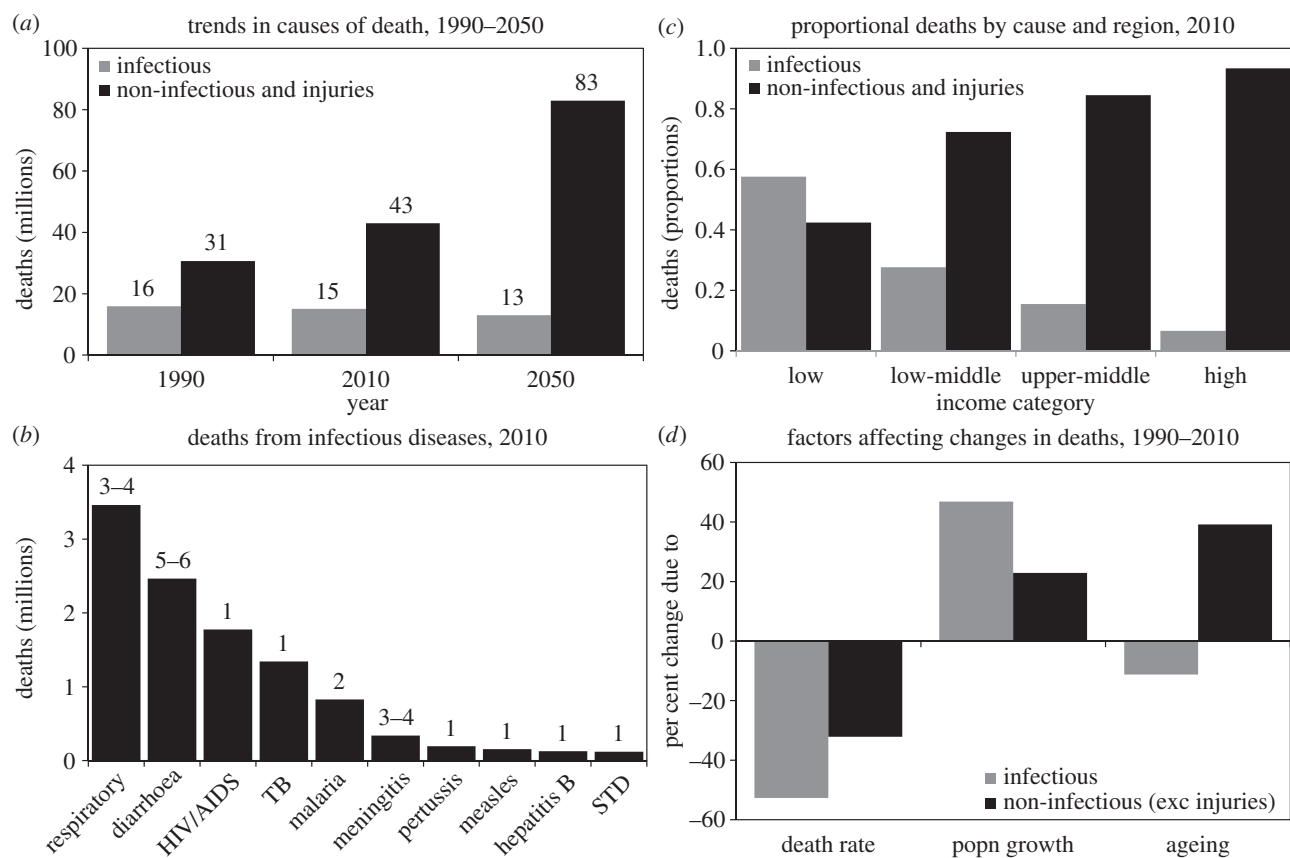 (a) trends in causes of death, 1990–2050
100
80
60
40
20
0
deaths (millions)
infectious
non-infectious and injuries
16
31
15
43
13
83
1990
2010
2050
year
(c) proportional deaths by cause and region, 2010
1.0
0.8
0.6
0.4
0.2
0
deaths (proportions)
infectious
non-infectious and injuries
low
low-middle
upper-middle
high
income category
(b) deaths from infectious diseases, 2010
4
3
2
1
0
deaths (millions)
3–4
5–6
1
1
2
3–4
1
1
1
1
respiratory
diarrhoea
HIV/AIDS
TB
malaria
meningitis
pertussis
measles
hepatitis B
STD
(d) factors affecting changes in deaths, 1990–2010
60
40
20
0
–20
–40
–60
per cent change due to
infectious
non-infectious (exc injuries)
death rate
popn growth
ageing